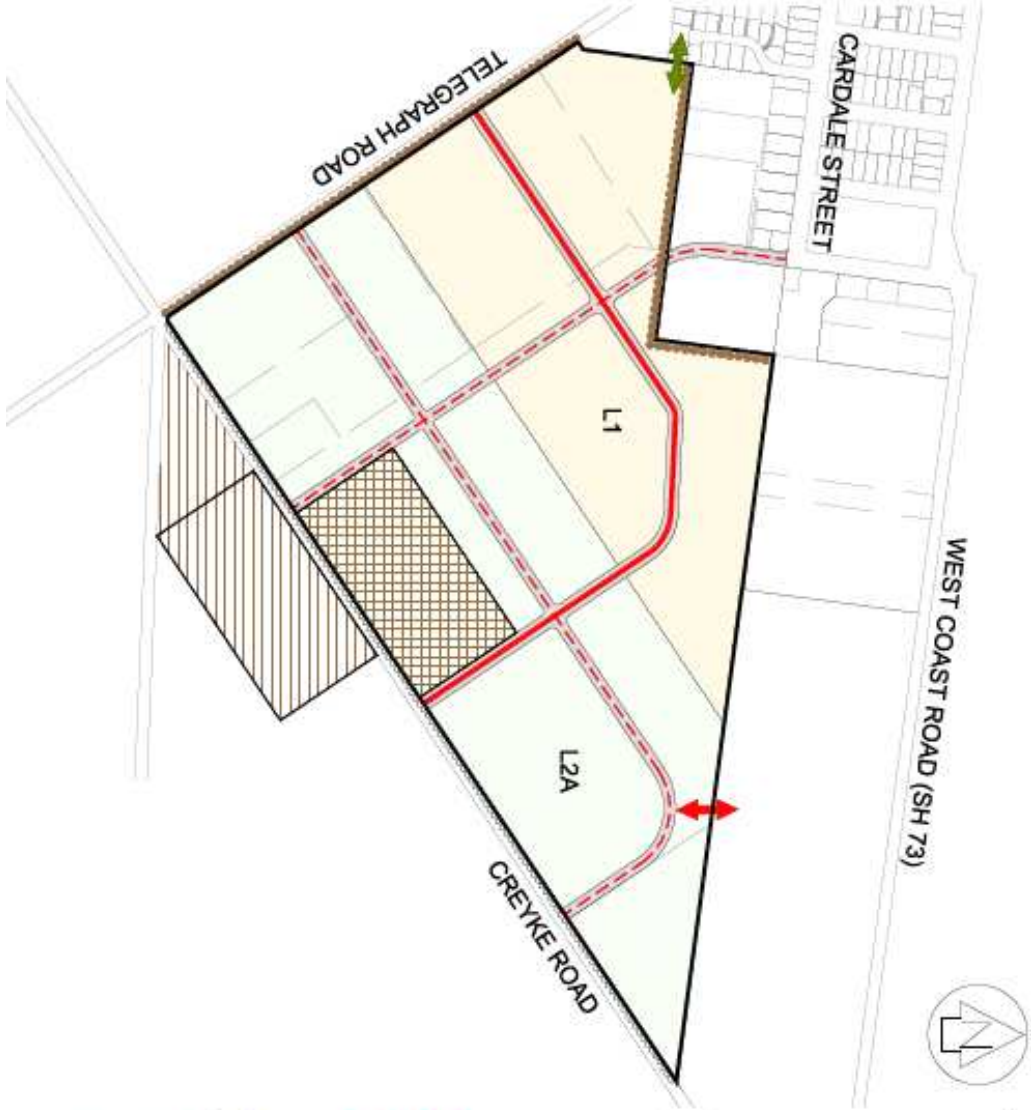 CARDALE STREET
TELEGRAPH ROAD
L1
WEST COAST ROAD (SH 73)
L2A
CREYKE ROAD
N